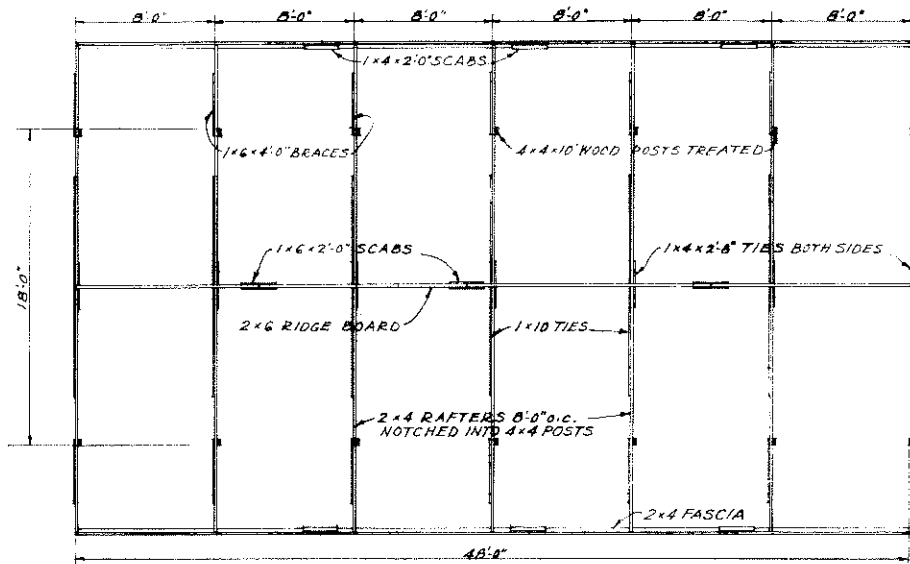 8'-0" 8'-0" 8'-0" 8'-0" 8'-0" 8'-0"
1×4×2'-0" SCABS
1×6×4'-0" BRACES
4×4×10' WOOD POSTS TREATED
1×6×2'-0" SCABS
1×4×2'-8" TIES BOTH SIDES
18'-0"
2×6 RIDGE BOARD
1×10 TIES
2×4 RAFTERS 8'-0" o.c.
NOTCHED INTO 4×4 POSTS
2×4 FASCIA
48'-0"